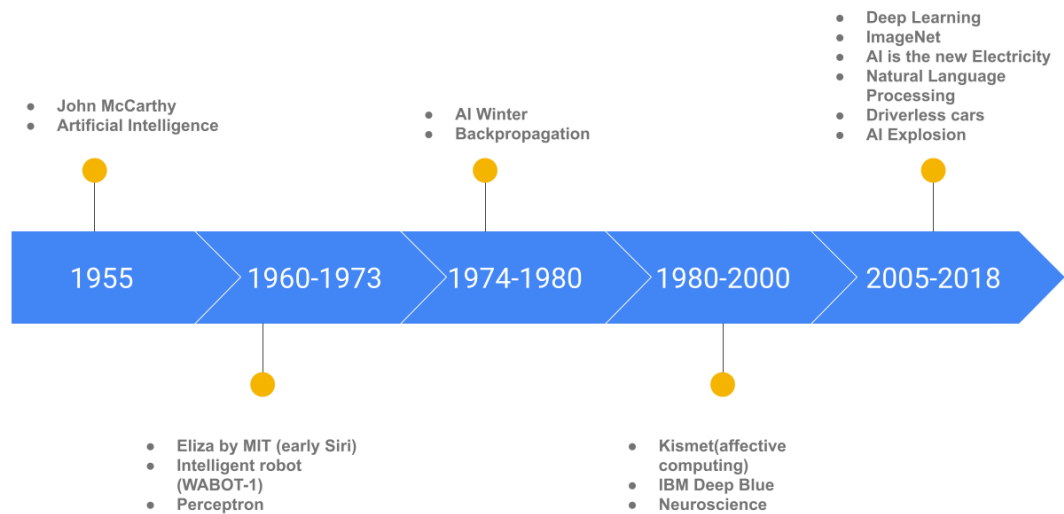 ● Deep Learning
● ImageNet
● AI is the new Electricity
● Natural Language
Processing
● Driverless cars
● AI Explosion
● John McCarthy
● Artificial Intelligence
● AI Winter
● Backpropagation
1955
1960-1973
1974-1980
1980-2000
2005-2018
● Eliza by MIT (early Siri)
● Intelligent robot
(WABOT-1)
● Perceptron
● Kismet(affective
computing)
● IBM Deep Blue
● Neuroscience